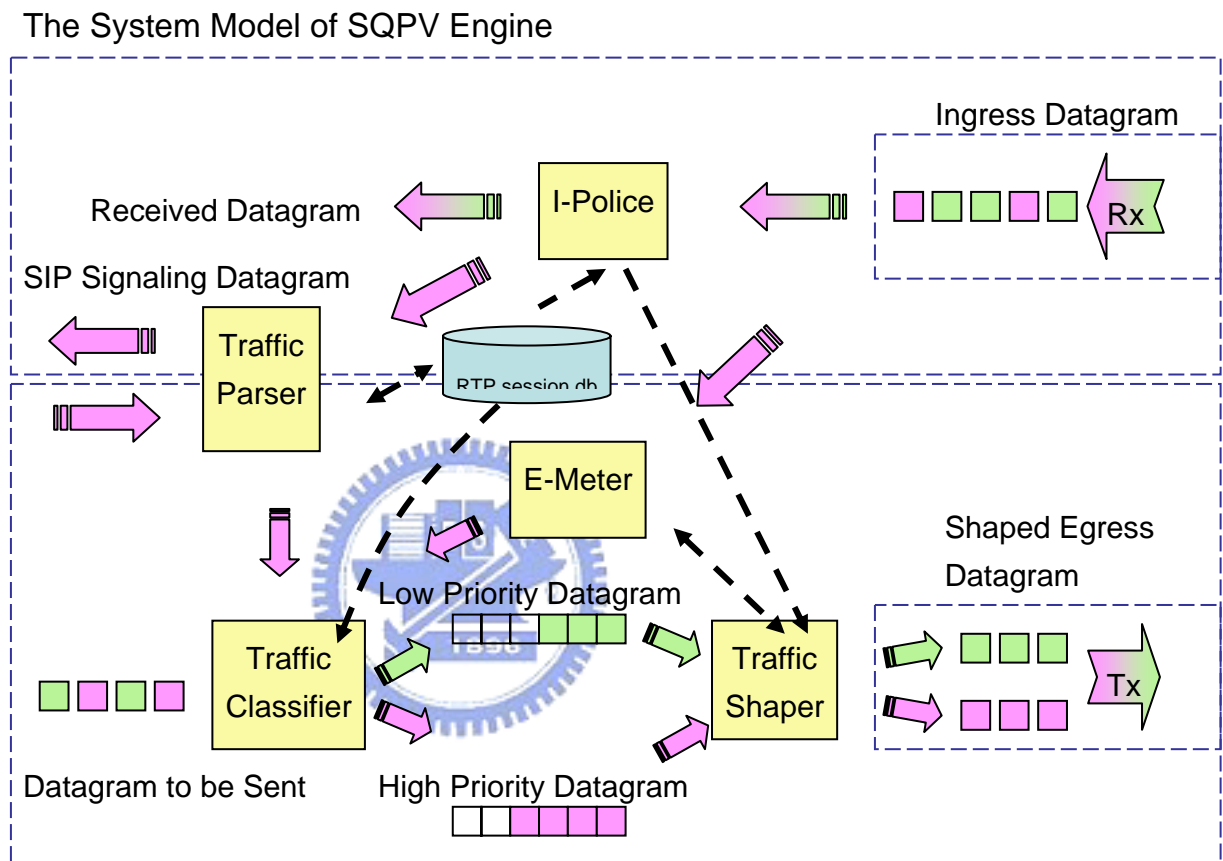 The System Model of SQPV Engine
Ingress Datagram
I-Police
Received Datagram
Rx
SIP Signaling Datagram
Traffic
Parser
RTP session db
E-Meter
Shaped Egress
Datagram
Low Priority Datagram
1896
Traffic
Classifier
Traffic
Shaper
Tx
Datagram to be Sent
High Priority Datagram